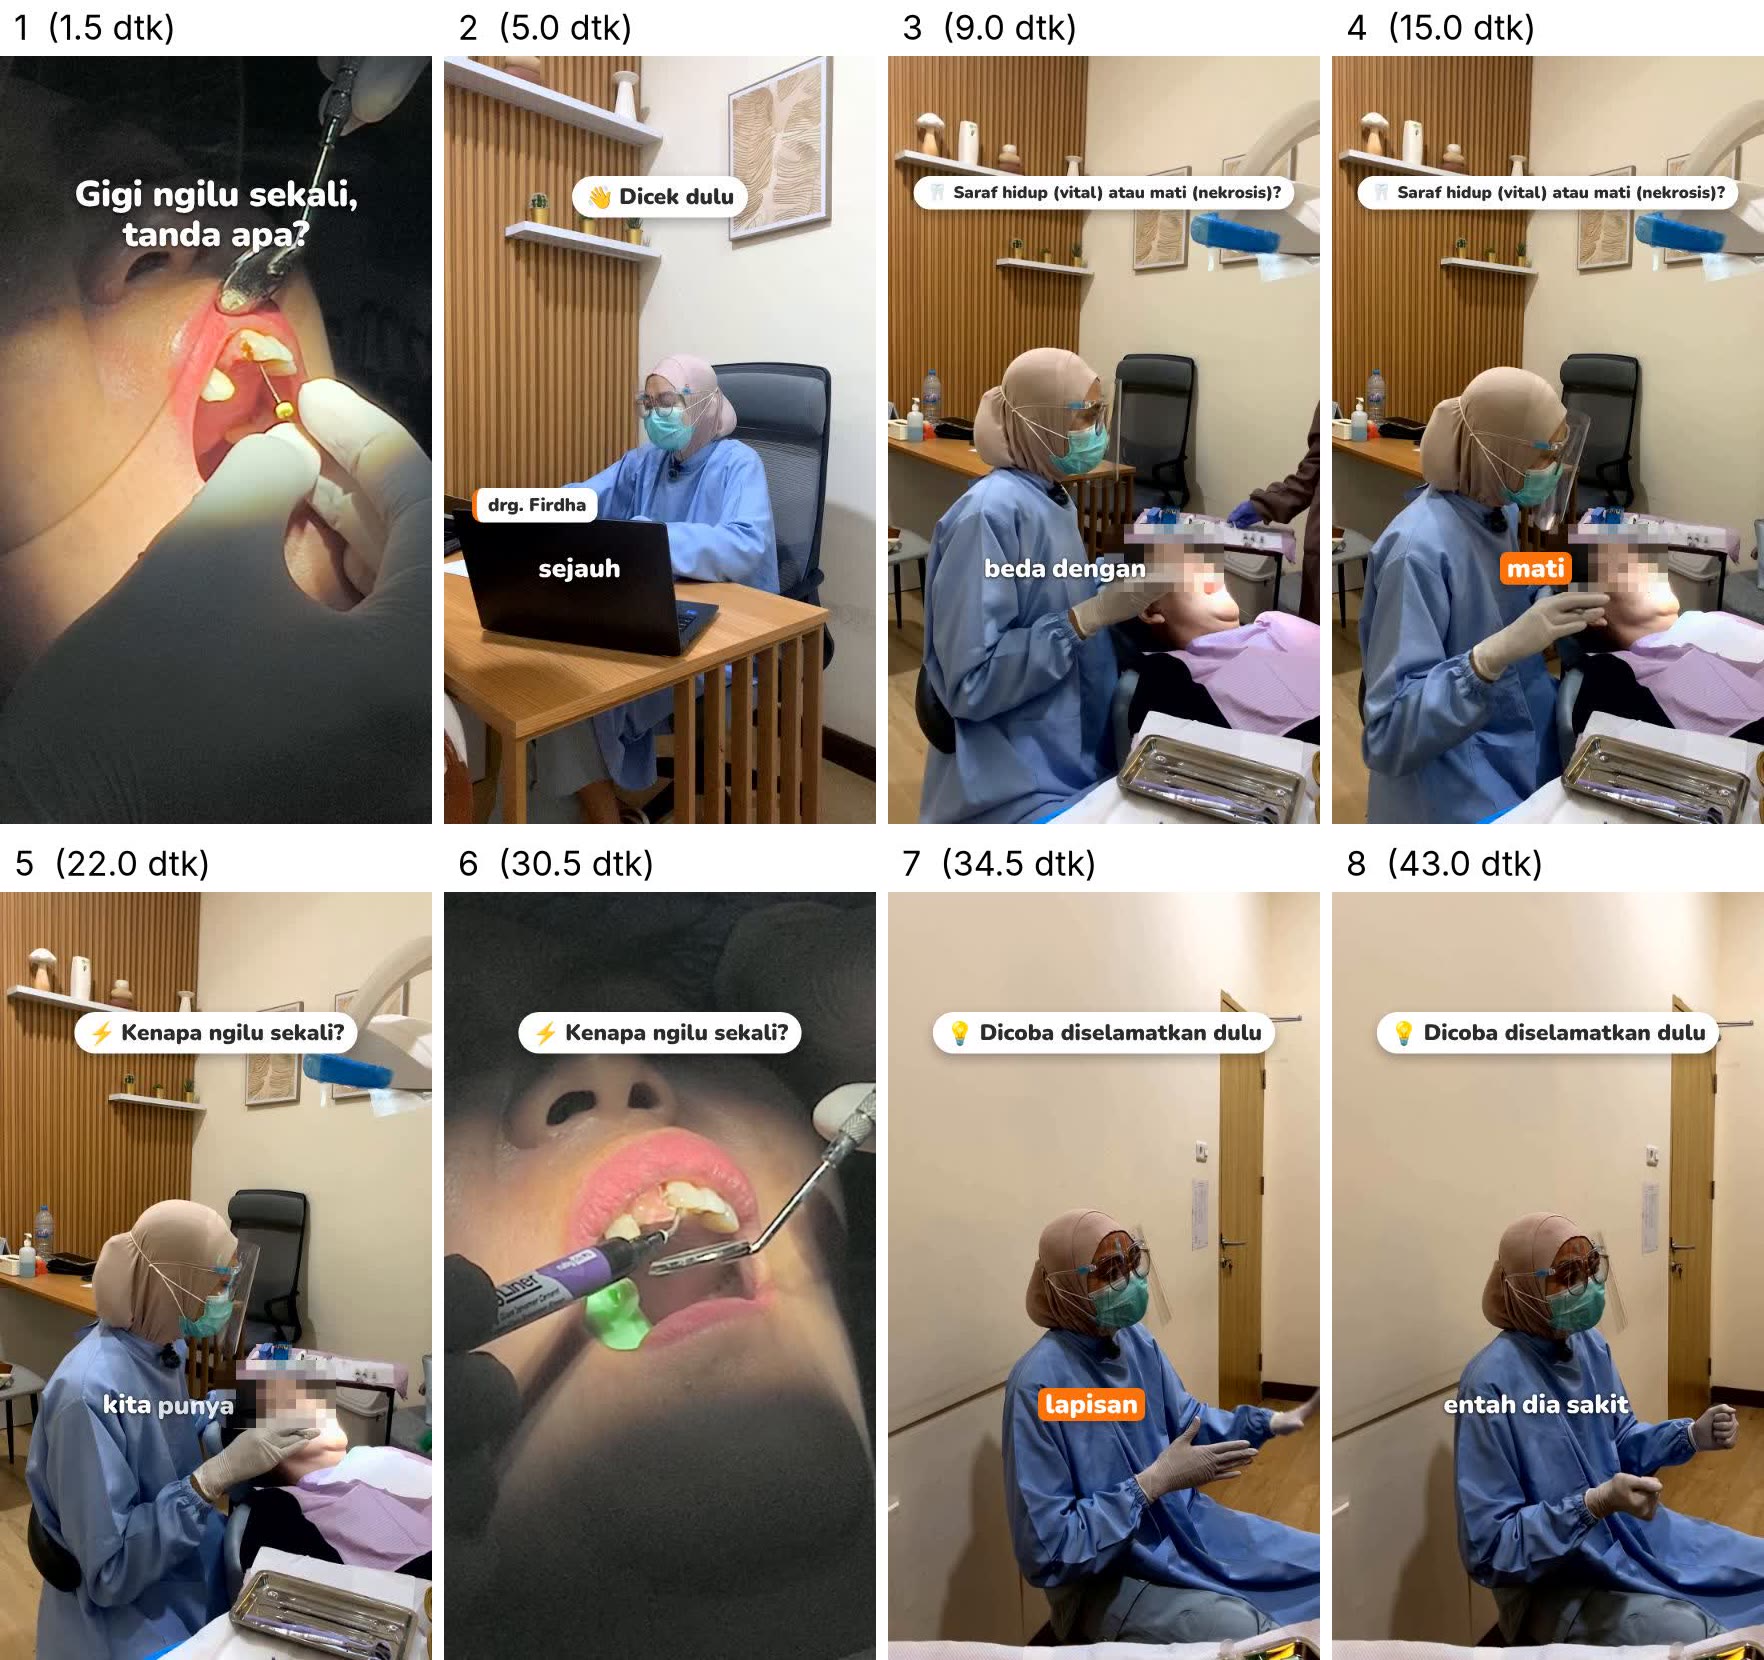 1 (1.5 dtk)
Gigi ngilu sekali,
tanda apa?
2 (5.0 dtk)
👋 Dicek dulu
drg. Firdha
sejauh
3 (9.0 dtk)
🦷 Saraf hidup (vital) atau mati (nekrosis)?
beda dengan
4 (15.0 dtk)
🦷 Saraf hidup (vital) atau mati (nekrosis)?
mati
5 (22.0 dtk)
⚡ Kenapa ngilu sekali?
kita punya
6 (30.5 dtk)
⚡ Kenapa ngilu sekali?
7 (34.5 dtk)
💡 Dicoba diselamatkan dulu
lapisan
8 (43.0 dtk)
💡 Dicoba diselamatkan dulu
entah dia sakit